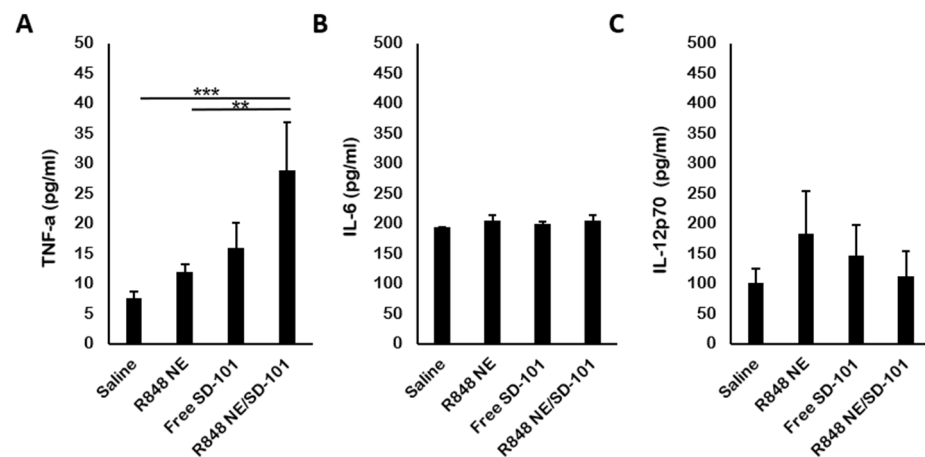 A
TNF-a (pg/ml)
50
45
40
35
30
25
20
15
10
5
0
***
**
Saline
R848 NE
Free SD-101
R848 NE/SD-101
B
IL-6 (pg/ml)
500
450
400
350
300
250
200
150
100
50
0
Saline
R848 NE
Free SD-101
R848 NE/SD-101
C
IL-12p70 (pg/ml)
500
450
400
350
300
250
200
150
100
50
0
Saline
R848 NE
Free SD-101
R848 NE/SD-101